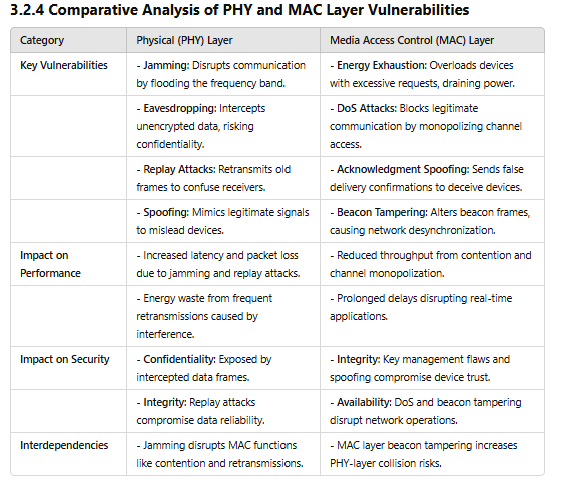 3.2.4 Comparative Analysis of PHY and MAC Layer Vulnerabilities
Category
Physical (PHY) Layer
Media Access Control (MAC) Layer
Key Vulnerabilities
- Jamming: Disrupts communication
by flooding the frequency band.
- Energy Exhaustion: Overloads devices
with excessive requests, draining power.
- Eavesdropping: Intercepts
unencrypted data, risking
confidentiality.
- DoS Attacks: Blocks legitimate
communication by monopolizing channel
access.
- Replay Attacks: Retransmits old
frames to confuse receivers.
- Acknowledgment Spoofing: Sends false
delivery confirmations to deceive devices.
- Spoofing: Mimics legitimate signals
to mislead devices.
- Beacon Tampering: Alters beacon frames,
causing network desynchronization.
Impact on
Performance
- Increased latency and packet loss
due to jamming and replay attacks.
- Reduced throughput from contention and
channel monopolization.
- Energy waste from frequent
retransmissions caused by
interference.
- Prolonged delays disrupting real-time
applications.
Impact on Security
- Confidentiality: Exposed by
intercepted data frames.
- Integrity: Key management flaws and
spoofing compromise device trust.
- Integrity: Replay attacks
compromise data reliability.
- Availability: DoS and beacon tampering
disrupt network operations.
Interdependencies
- Jamming disrupts MAC functions
like contention and retransmissions.
- MAC layer beacon tampering increases
PHY-layer collision risks.